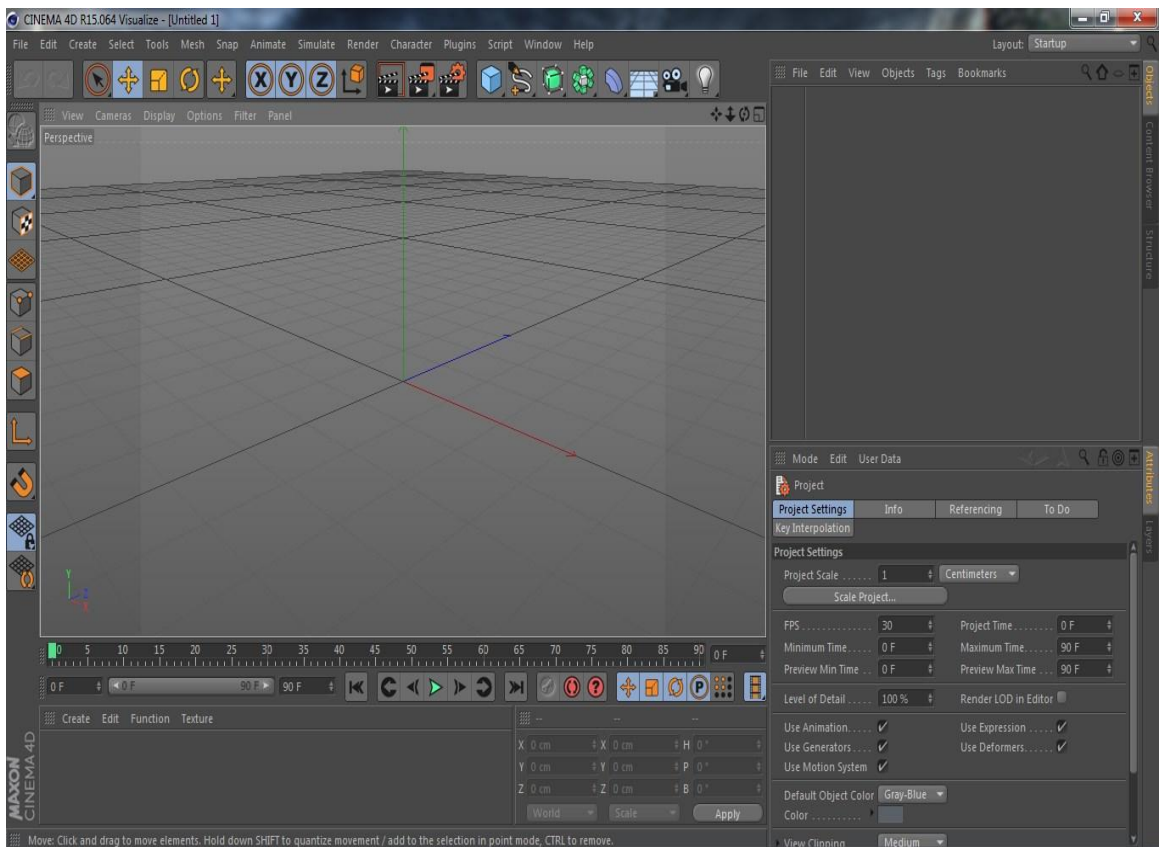 CINEMA 4D R15.064 Visualize - [Untitled 1]
File Edit Create Select Tools Mesh Snap Animate Simulate Render Character Plugins Script Window Help Layout: Startup
X Y Z
File Edit View Objects Tags Bookmarks
View Cameras Display Options Filter Panel
Perspective
Objects
Content Browser
Structure
Y
Z
X
Mode Edit User Data
Project
Project Settings Info Referencing To Do
Key Interpolation
Project Settings
Project Scale ...... 1 Centimeters
Scale Project...
FPS.............. 30 Project Time........ 0 F
Minimum Time..... 0 F Maximum Time...... 90 F
Preview Min Time .. 0 F Preview Max Time ... 90 F
Level of Detail ..... 100 % Render LOD in Editor
Use Animation..... Use Expression .....
Use Generators.... Use Deformers......
Use Motion System
Default Object Color Gray-Blue
Color ..........
View Clipping Medium
Attributes
Layers
0 5 10 15 20 25 30 35 40 45 50 55 60 65 70 75 80 85 90 0 F
0 F 0 F 90 F 90 F P
Create Edit Function Texture
-- -- --
X 0 cm X 0 cm H 0 °
Y 0 cm Y 0 cm P 0 °
Z 0 cm Z 0 cm B 0 °
World Scale Apply
MAXON
CINEMA 4D
Move: Click and drag to move elements. Hold down SHIFT to quantize movement / add to the selection in point mode, CTRL to remove.